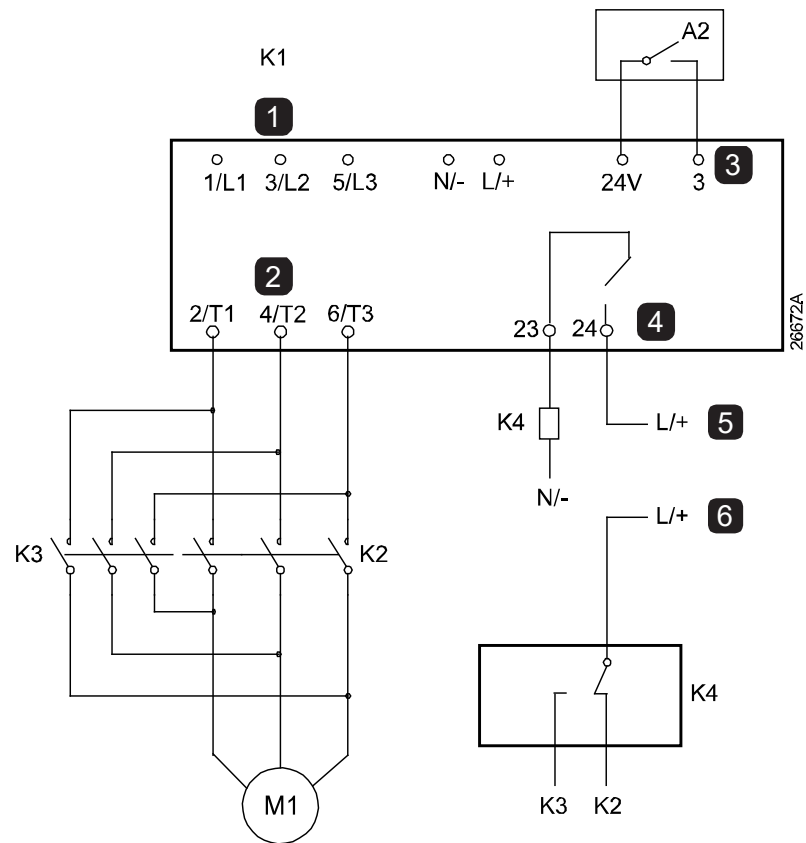 A2
K1
1
1/L1 3/L2 5/L3 N/- L/+ 24V 3 3
2
2/T1 4/T2 6/T3
23 24 4
26672A
K4 L/+ 5
N/-
L/+ 6
K3 K2
K4
K3 K2
M1